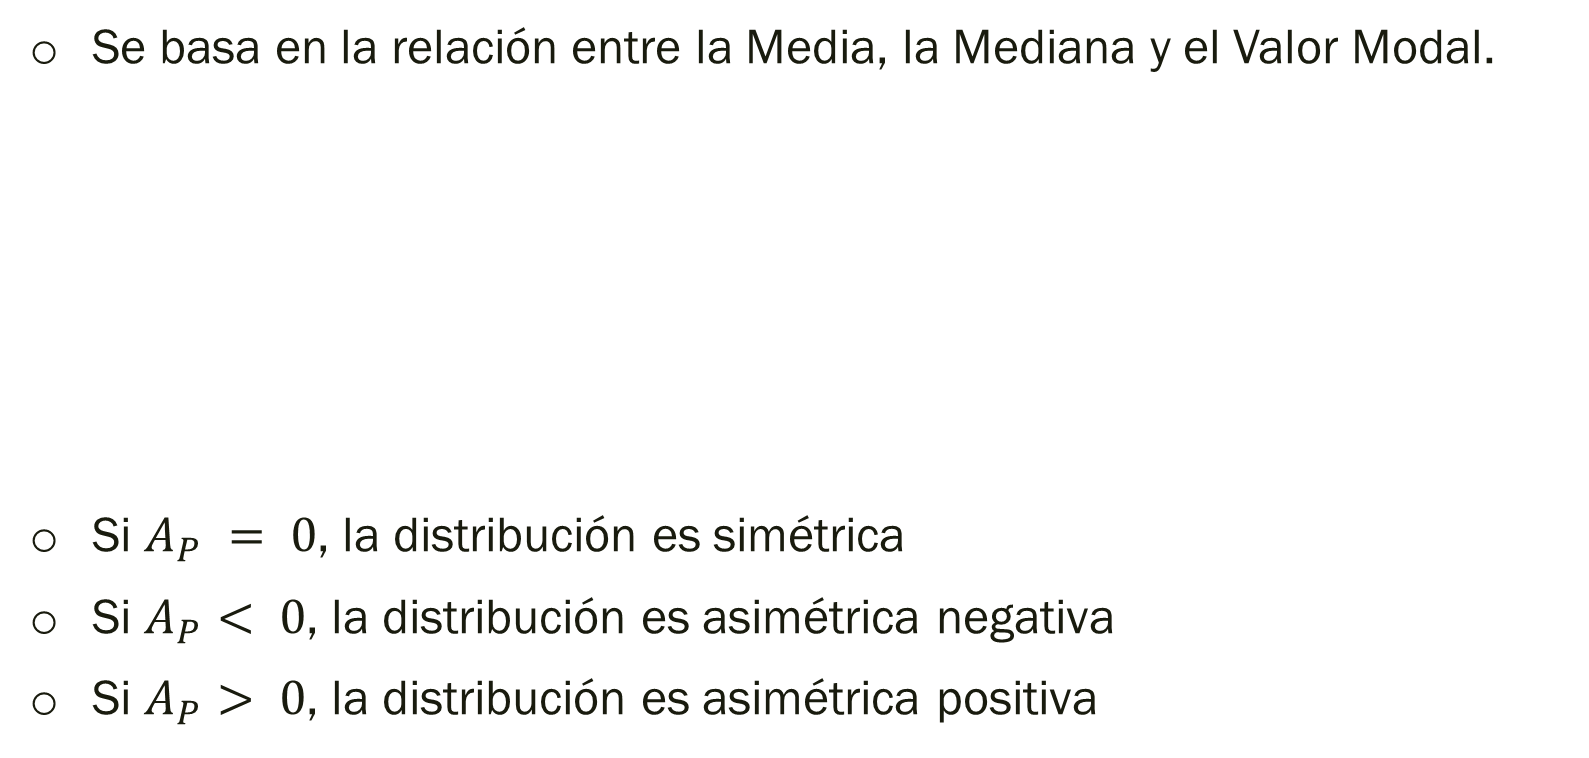 ○ Se basa en la relación entre la Media, la Mediana y el Valor Modal.
○ Si A_P = 0, la distribución es simétrica
○ Si A_P < 0, la distribución es asimétrica negativa
○ Si A_P > 0, la distribución es asimétrica positiva